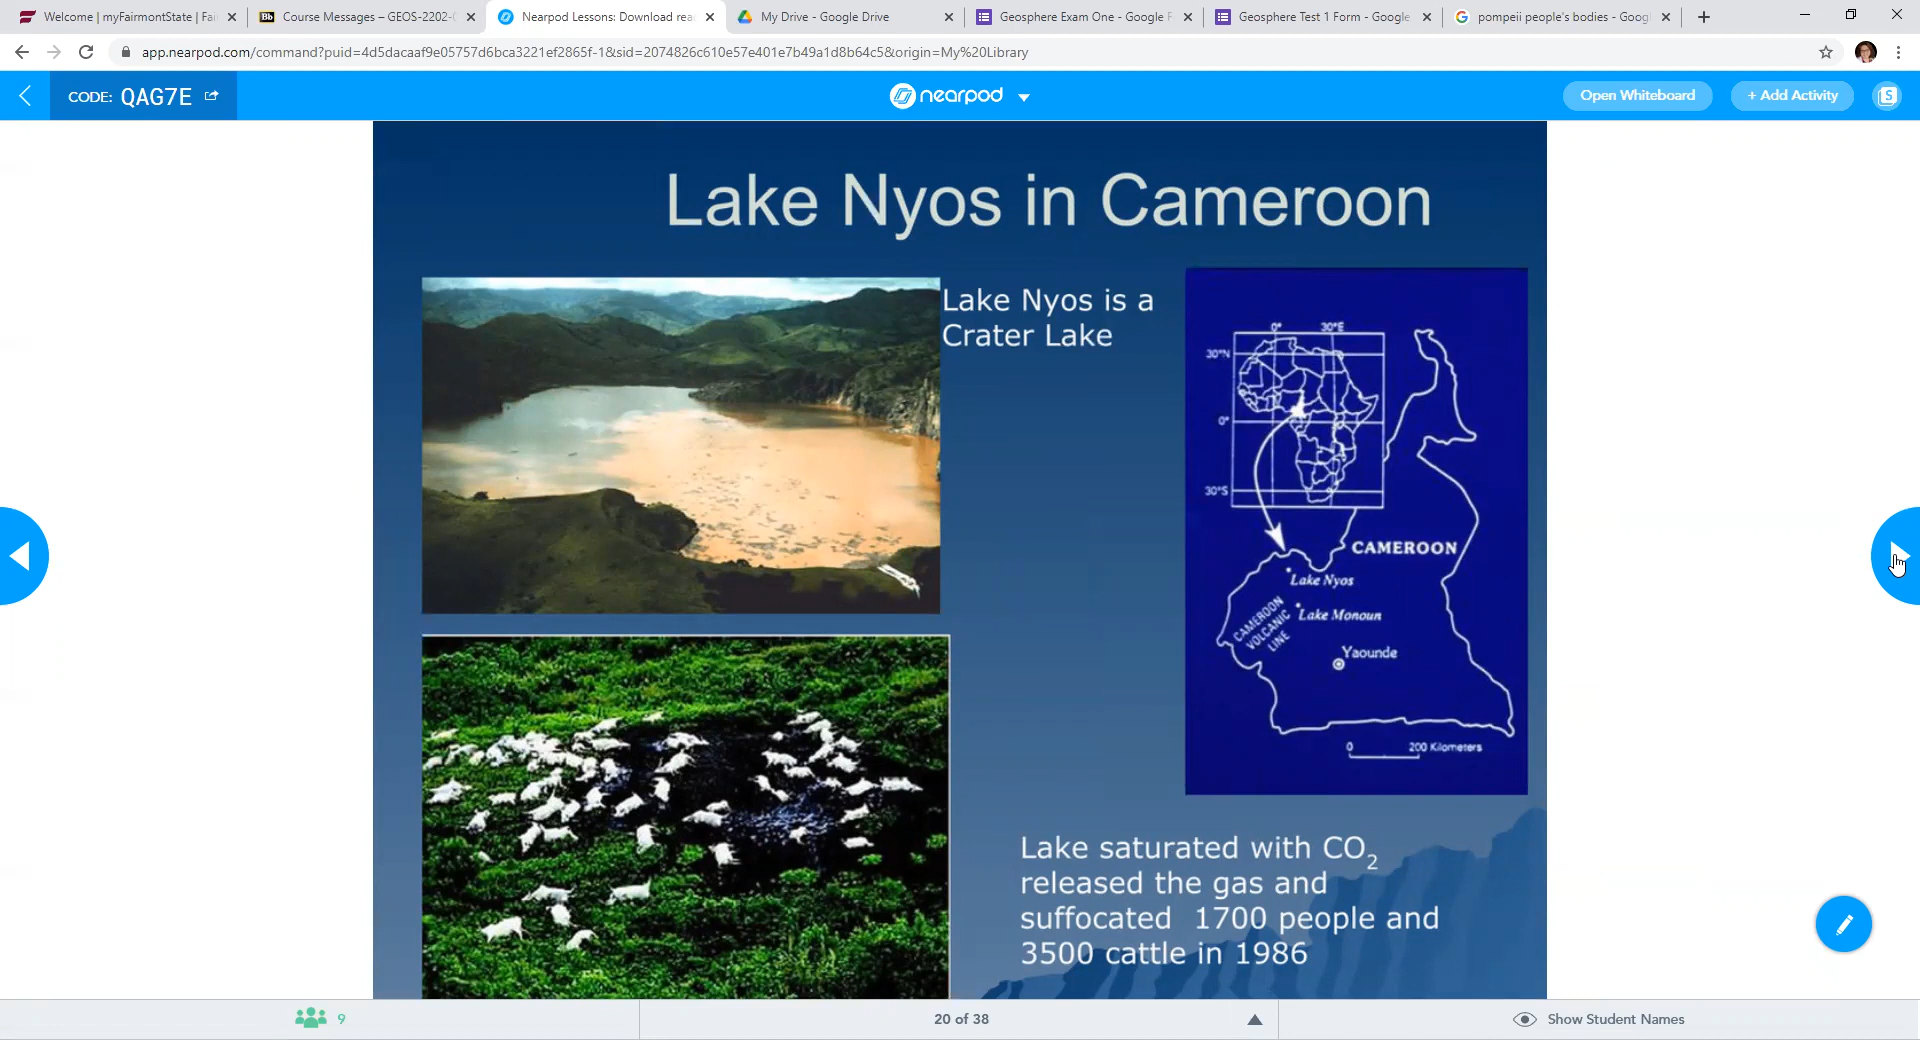 Welcome | myFairmontState | Fai
Course Messages – GEOS-2202-0
Nearpod Lessons: Download rea
My Drive - Google Drive
Geosphere Exam One - Google F
Geosphere Test 1 Form - Google
pompeii people's bodies - Goog
app.nearpod.com/command?puid=4d5dacaaf9e05757d6bca3221ef2865f-1&sid=2074826c610e57e401e7b49a1d8b64c5&origin=My%20Library
CODE: QAG7E
nearpod
Open Whiteboard
+ Add Activity
S
Lake Nyos in Cameroon
Lake Nyos is a
Crater Lake
0° 30°E
30°N
0°
30°S
CAMEROON
Lake Nyos
Lake Monoun
CAMEROON
VOLCANIC
LINE
Yaounde
0 200 Kilometers
Lake saturated with CO₂
released the gas and
suffocated 1700 people and
3500 cattle in 1986
9
20 of 38
Show Student Names